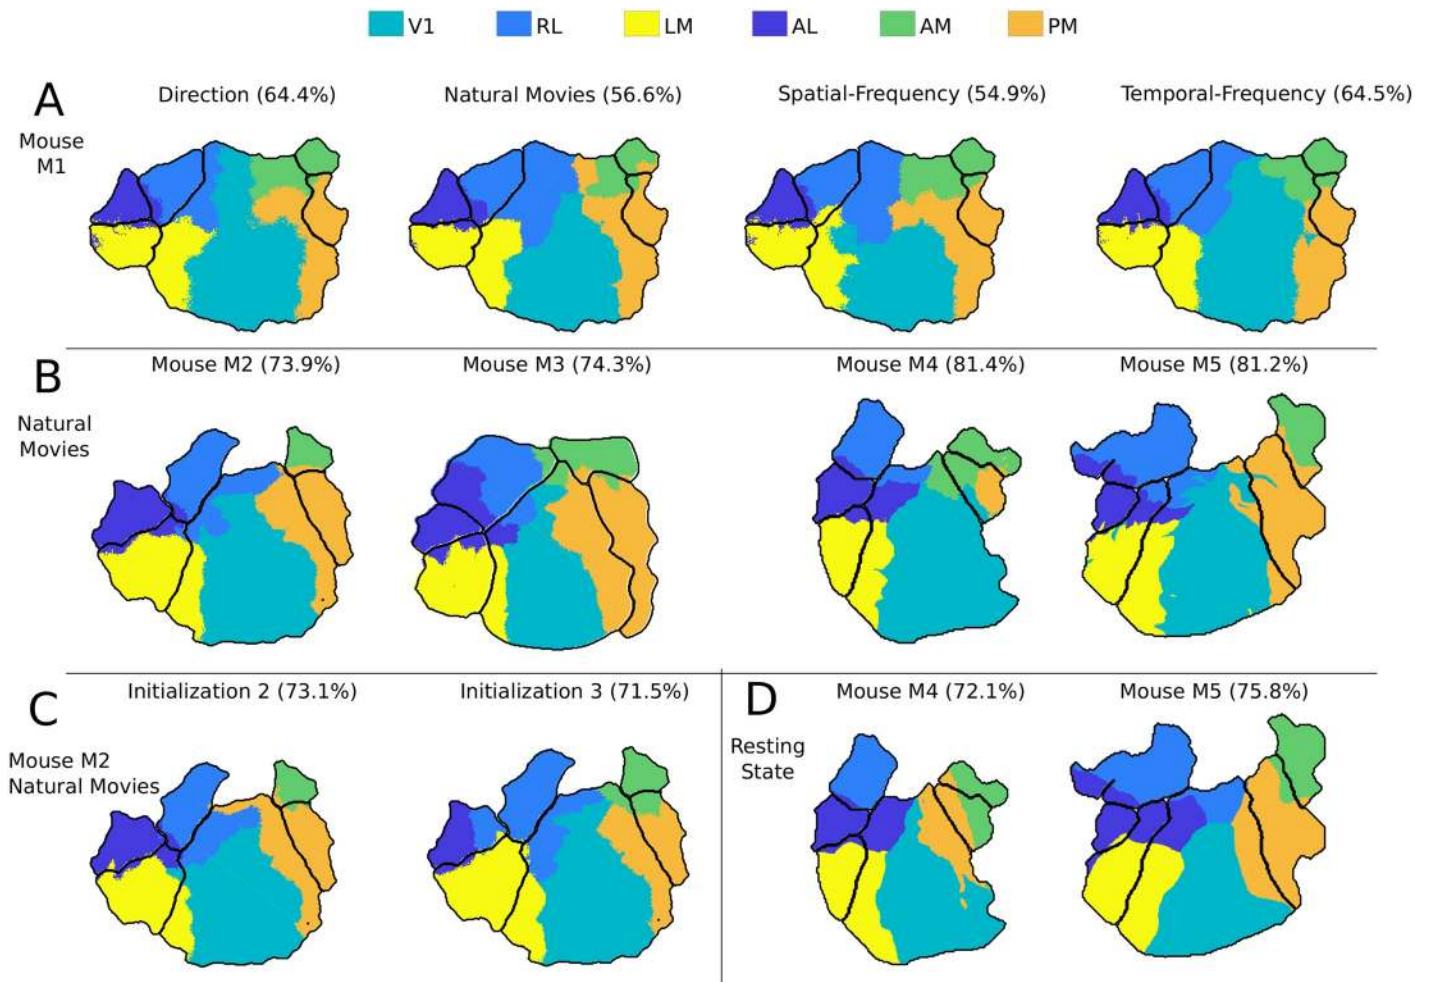 V1 RL LM AL AM PM
A
Direction (64.4%) Natural Movies (56.6%) Spatial-Frequency (54.9%) Temporal-Frequency (64.5%)
Mouse
M1
B
Mouse M2 (73.9%) Mouse M3 (74.3%) Mouse M4 (81.4%) Mouse M5 (81.2%)
Natural
Movies
C
Initialization 2 (73.1%) Initialization 3 (71.5%)
Mouse M2
Natural Movies
D
Mouse M4 (72.1%) Mouse M5 (75.8%)
Resting
State